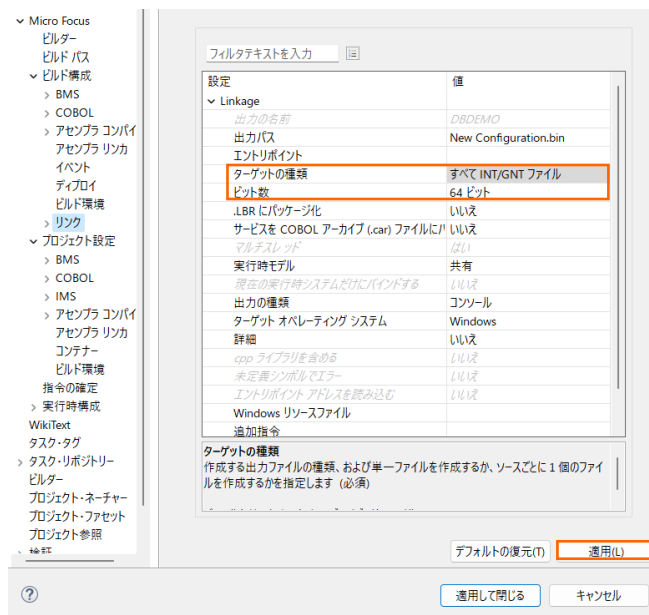 Micro Focus
ビルダー
ビルド パス
ビルド構成
BMS
COBOL
アセンブラ コンパイ
アセンブラ リンカ
イベント
ディプロイ
ビルド環境
リンク
プロジェクト設定
BMS
COBOL
IMS
アセンブラ コンパイ
アセンブラ リンカ
コンテナー
ビルド環境
指令の確定
実行時構成
WikiText
タスク・タグ
タスク・リポジトリー
ビルダー
プロジェクト・ネーチャー
プロジェクト・ファセット
プロジェクト参照
検証
フィルタテキストを入力
設定 値
Linkage
出力の名前 DBDEMO
出力パス New Configuration.bin
エントリポイント
ターゲットの種類 すべて INT/GNT ファイル
ビット数 64 ビット
.LBR にパッケージ化 いいえ
サービスを COBOL アーカイブ (.car) ファイルにパ いいえ
マルチスレッド はい
実行時モデル 共有
現在の実行時システムだけにバインドする いいえ
出力の種類 コンソール
ターゲット オペレーティング システム Windows
詳細 いいえ
cpp ライブラリを含める いいえ
未定義シンボルでエラー いいえ
エントリポイント アドレスを読み込む いいえ
Windows リソースファイル
追加指令
ターゲットの種類
作成する出力ファイルの種類、および単一ファイルを作成するか、ソースごとに 1 個のファイ
ルを作成するかを指定します (必須)
デフォルトの復元(T) 適用(L)
適用して閉じる キャンセル